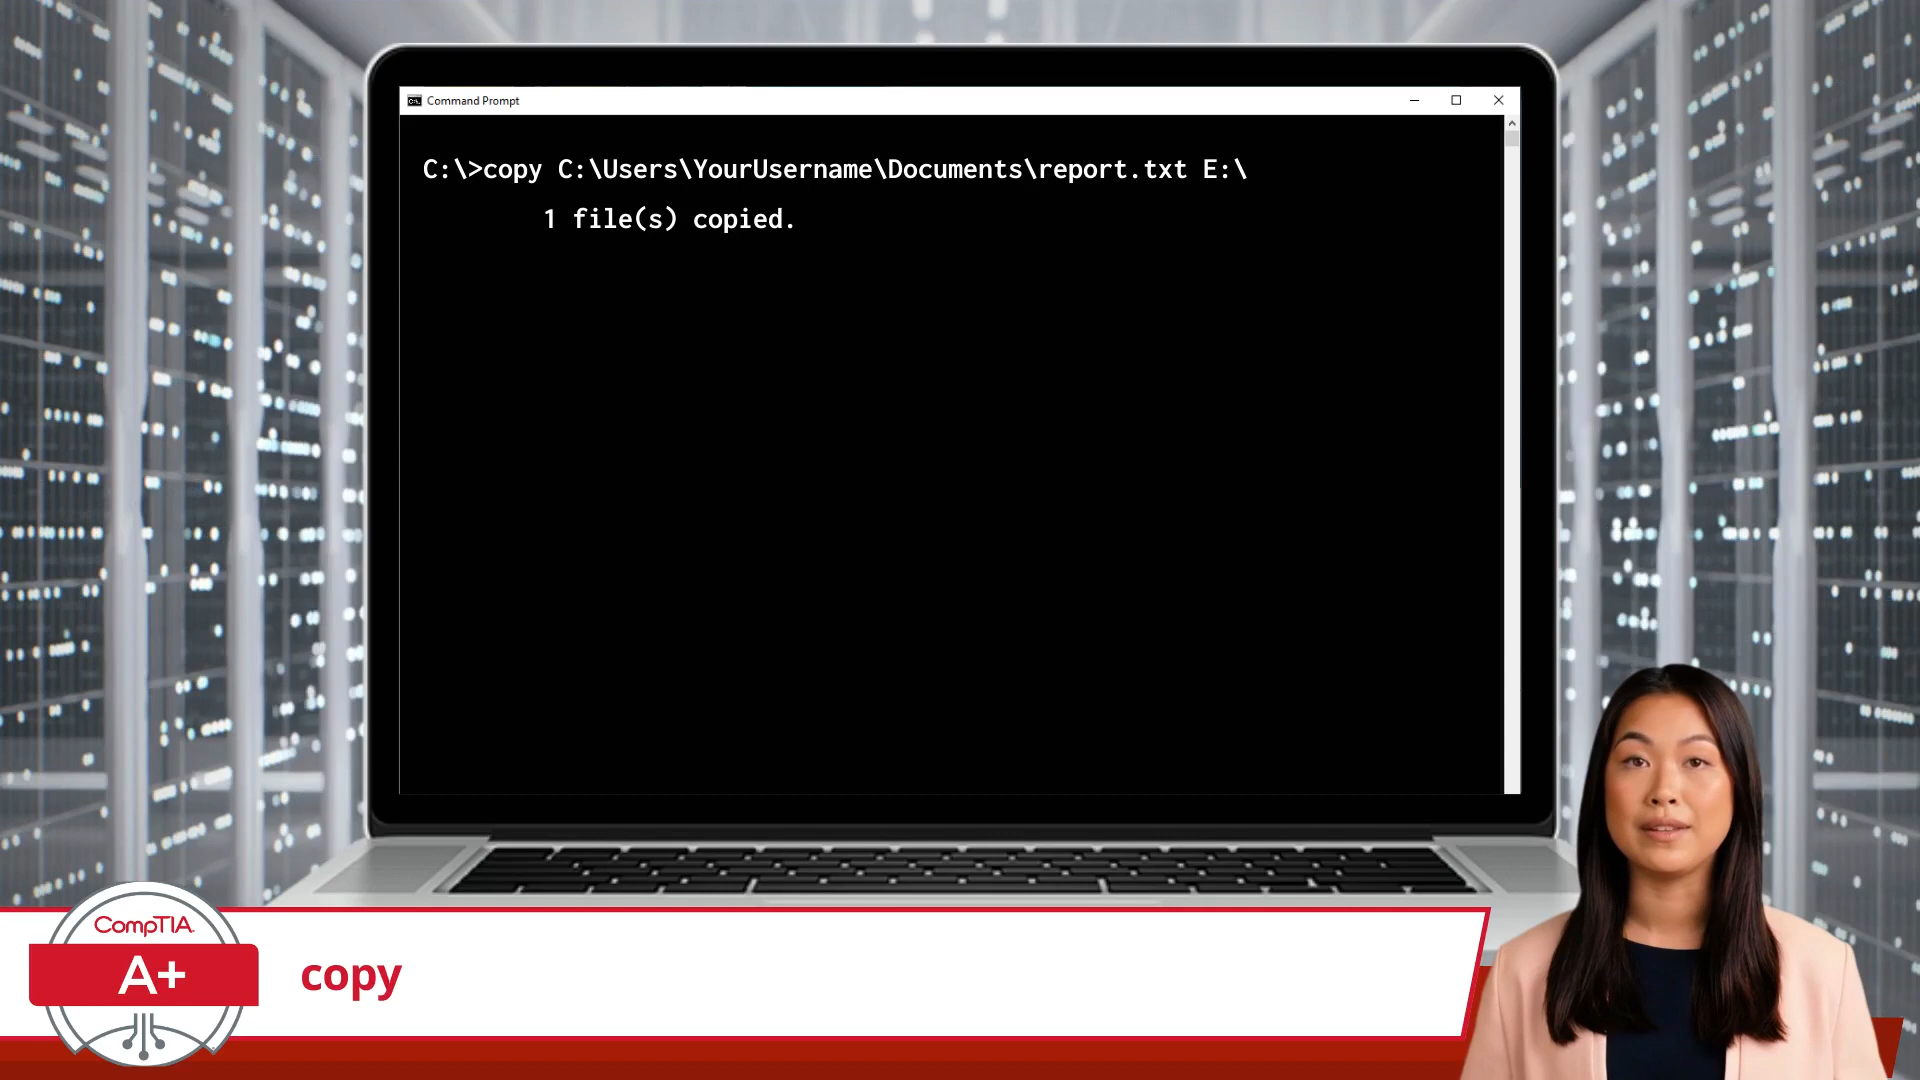 Command Prompt
C:\>copy C:\Users\YourUsername\Documents\report.txt E:\
1 file(s) copied.
CompTIA.
A+
copy